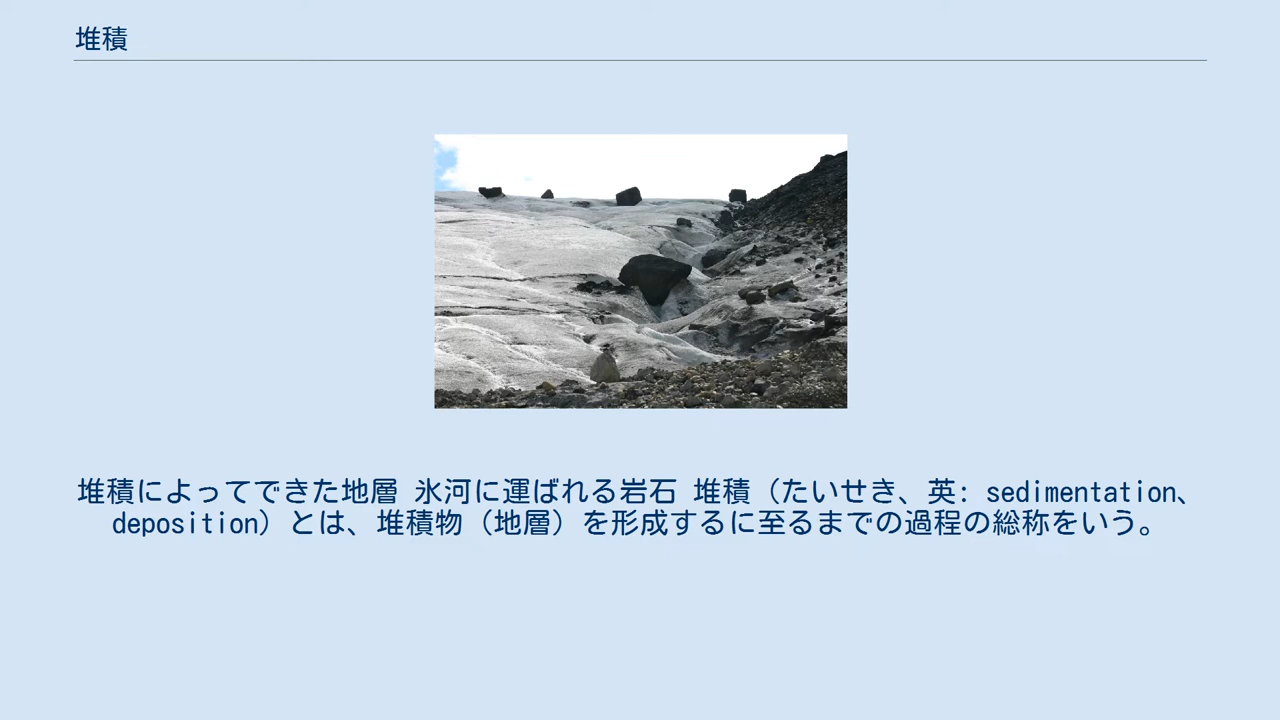 堆積
堆積によってできた地層 氷河に運ばれる岩石 堆積（たいせき、英: sedimentation、
deposition）とは、堆積物（地層）を形成するに至るまでの過程の総称をいう。